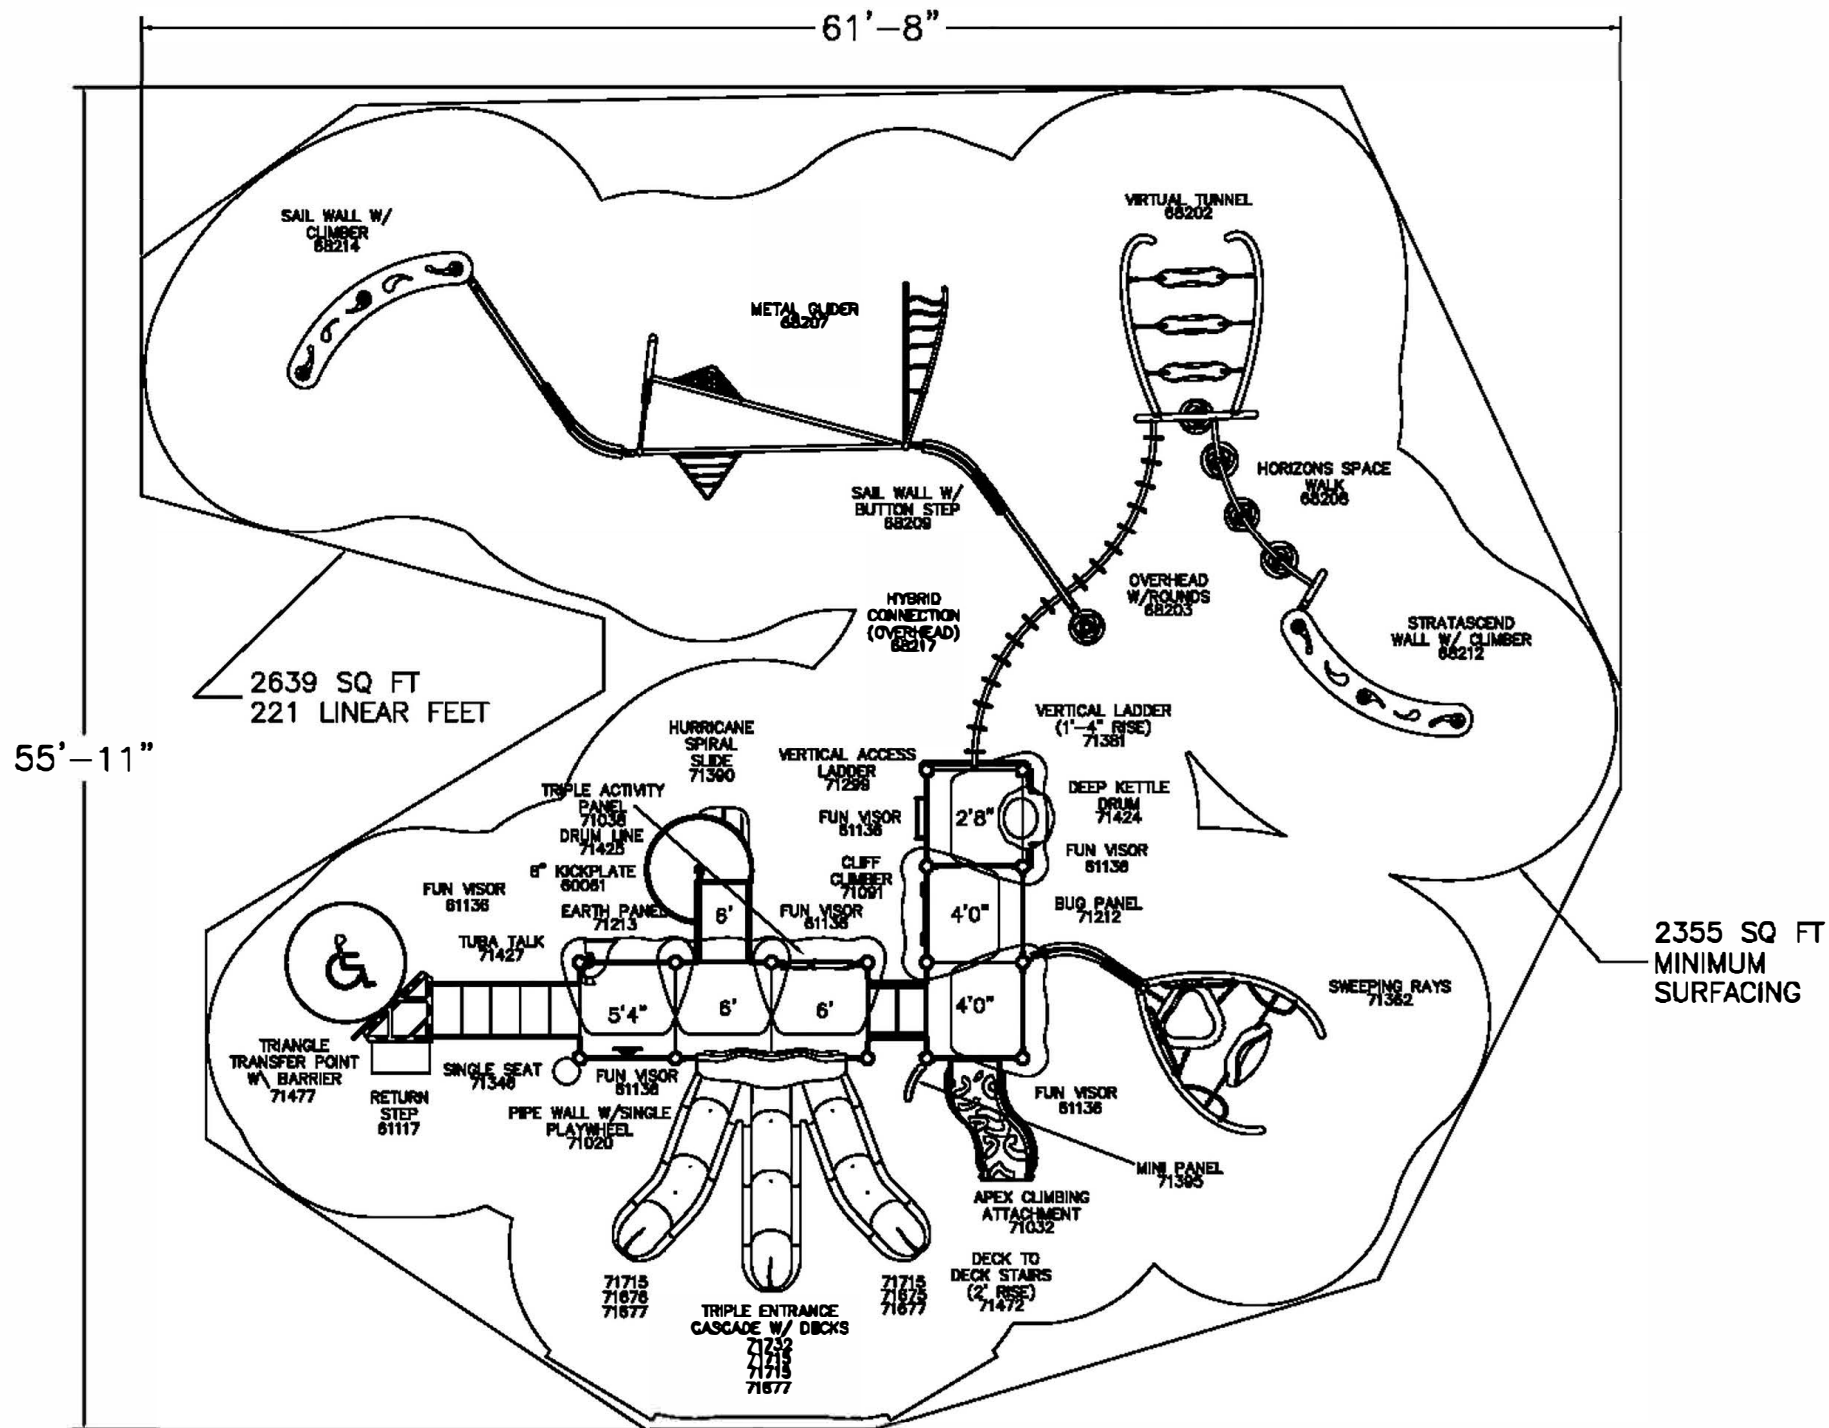 61'-8"
VIRTUAL TUNNEL
68202
SAIL WALL W/
CLIMBER
68214
METAL GLIDER
68207
HORIZONS SPACE
WALK
68206
SAIL WALL W/
BUTTON STEP
68209
OVERHEAD
W/ROUNDS
68203
HYBRID
CONNECTION
(OVERHEAD)
68217
STRATASCEND
WALL W/ CLIMBER
68212
2639 SQ FT
221 LINEAR FEET
55'-11"
VERTICAL LADDER
(1'-4" RISE)
71381
HURRICANE
SPIRAL
SLIDE
71390
VERTICAL ACCESS
LADDER
71299
TRIPLE ACTIVITY
PANEL
71036
DRUM LINE
71425
DEEP KETTLE
DRUM
71424
FUN VISOR
61136
2'8"
FUN VISOR
61136
CLIFF
CLIMBER
71091
8" KICKPLATE
60061
FUN VISOR
61136
EARTH PANEL
71213
6'
FUN VISOR
61136
4'0"
BUG PANEL
71212
TUBA TALK
71427
2355 SQ FT
MINIMUM
SURFACING
SWEEPING RAYS
71362
5'4"
6'
6'
4'0"
TRIANGLE
TRANSFER POINT
W\ BARRIER
71477
RETURN
STEP
61117
SINGLE SEAT
71346
FUN VISOR
61136
PIPE WALL W/SINGLE
PLAYWHEEL
71020
FUN VISOR
61136
MINI PANEL
71395
APEX CLIMBING
ATTACHMENT
71032
DECK TO
DECK STAIRS
(2' RISE)
71472
71715
71676
71677
71715
71675
71677
TRIPLE ENTRANCE
CASCADE W/ DECKS
71732
71715
71715
71677